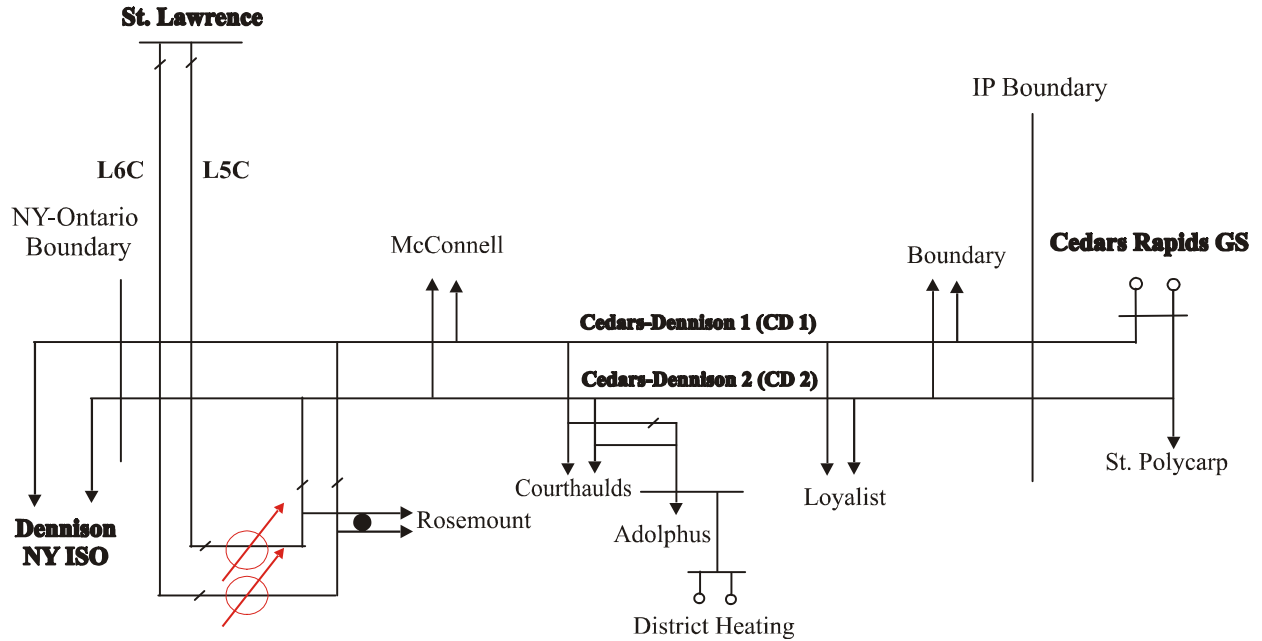 St. Lawrence
IP Boundary
L6C
L5C
NY-Ontario
Boundary
McConnell
Boundary
Cedars Rapids GS
Cedars-Dennison 1 (CD 1)
Cedars-Dennison 2 (CD 2)
St. Polycarp
Courthaulds
Loyalist
Rosemount
Adolphus
Dennison
NY ISO
District Heating